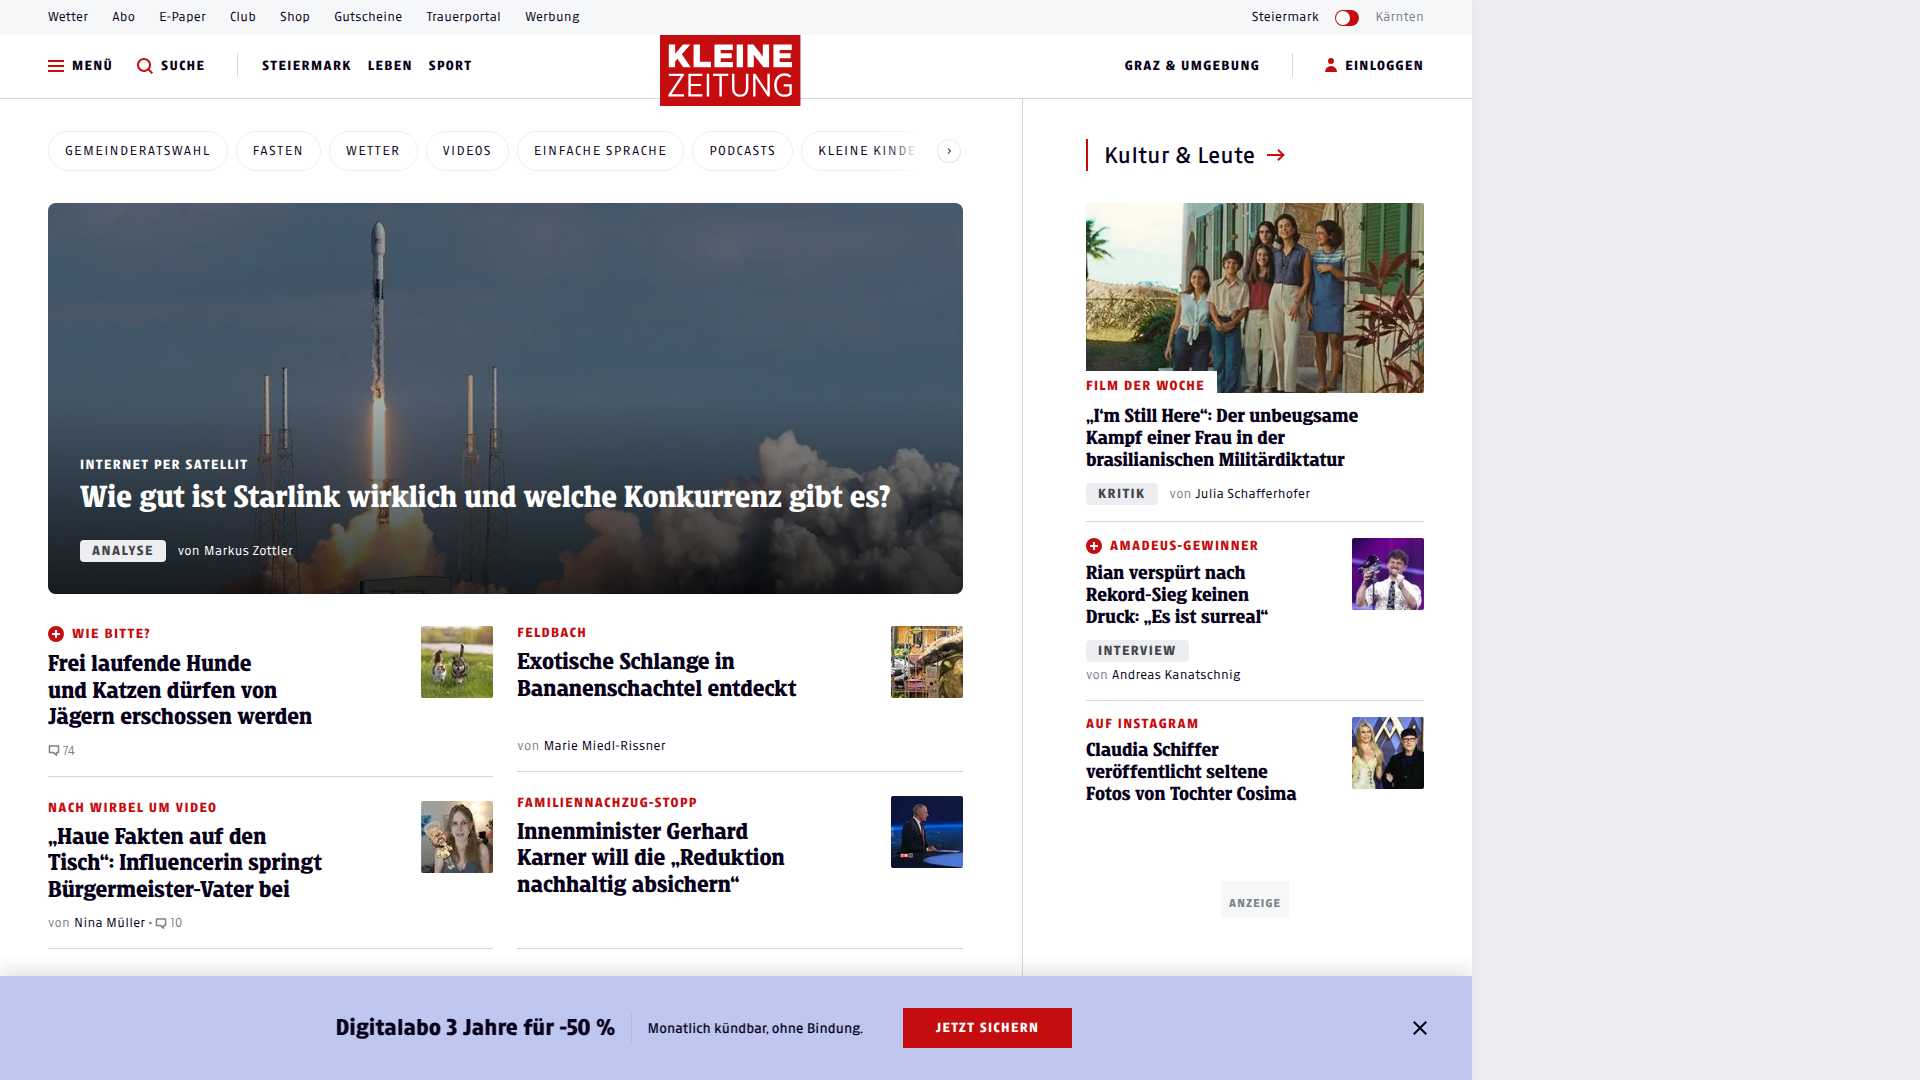 Wetter Abo E-Paper Club Shop Gutscheine Trauerportal Werbung Steiermark Kärnten
MENÜ SUCHE STEIERMARK LEBEN SPORT KLEINE ZEITUNG GRAZ & UMGEBUNG EINLOGGEN
GEMEINDERATSWAHL FASTEN WETTER VIDEOS EINFACHE SPRACHE PODCASTS KLEINE KINDE
INTERNET PER SATELLIT
Wie gut ist Starlink wirklich und welche Konkurrenz gibt es?
ANALYSE von Markus Zottler
WIE BITTE?
Frei laufende Hunde
und Katzen dürfen von
Jägern erschossen werden
74
FELDBACH
Exotische Schlange in
Bananenschachtel entdeckt
von Marie Miedl-Rissner
NACH WIRBEL UM VIDEO
„Haue Fakten auf den
Tisch“: Influencerin springt
Bürgermeister-Vater bei
von Nina Müller • 10
FAMILIENNACHZUG-STOPP
Innenminister Gerhard
Karner will die „Reduktion
nachhaltig absichern“
Kultur & Leute
FILM DER WOCHE
„I‘m Still Here“: Der unbeugsame
Kampf einer Frau in der
brasilianischen Militärdiktatur
KRITIK von Julia Schafferhofer
AMADEUS-GEWINNER
Rian verspürt nach
Rekord-Sieg keinen
Druck: „Es ist surreal“
INTERVIEW
von Andreas Kanatschnig
AUF INSTAGRAM
Claudia Schiffer
veröffentlicht seltene
Fotos von Tochter Cosima
ANZEIGE
Digitalabo 3 Jahre für -50 % Monatlich kündbar, ohne Bindung. JETZT SICHERN